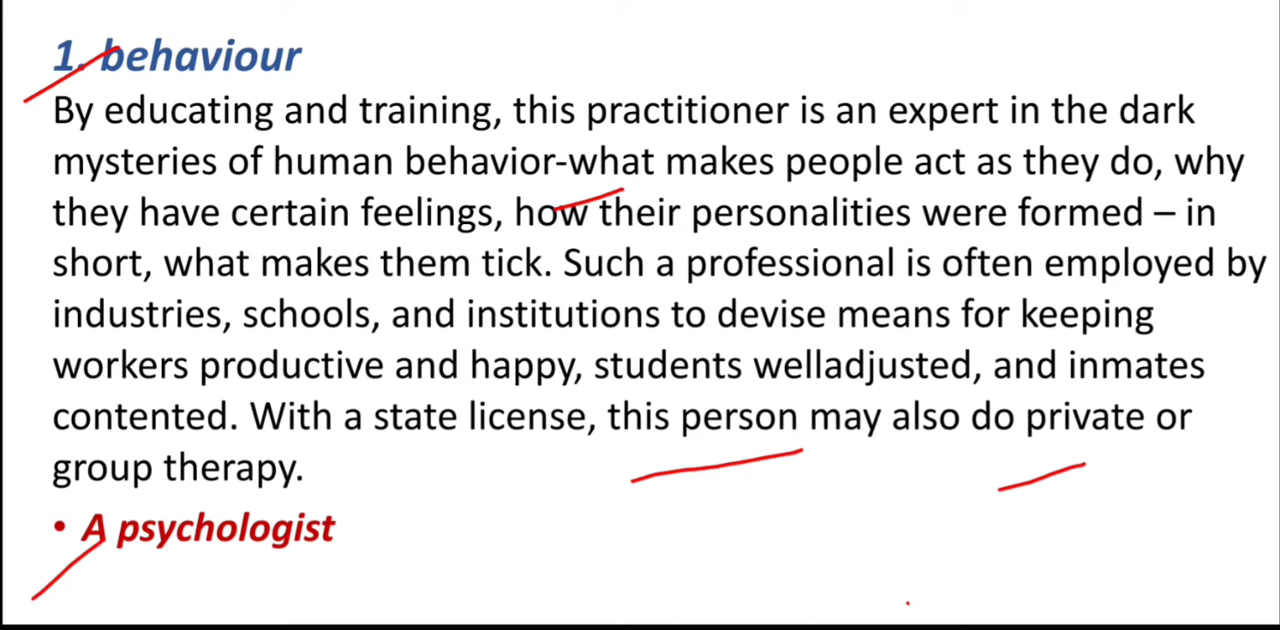 1. behaviour
By educating and training, this practitioner is an expert in the dark
mysteries of human behavior-what makes people act as they do, why
they have certain feelings, how their personalities were formed – in
short, what makes them tick. Such a professional is often employed by
industries, schools, and institutions to devise means for keeping
workers productive and happy, students welladjusted, and inmates
contented. With a state license, this person may also do private or
group therapy.
• A psychologist